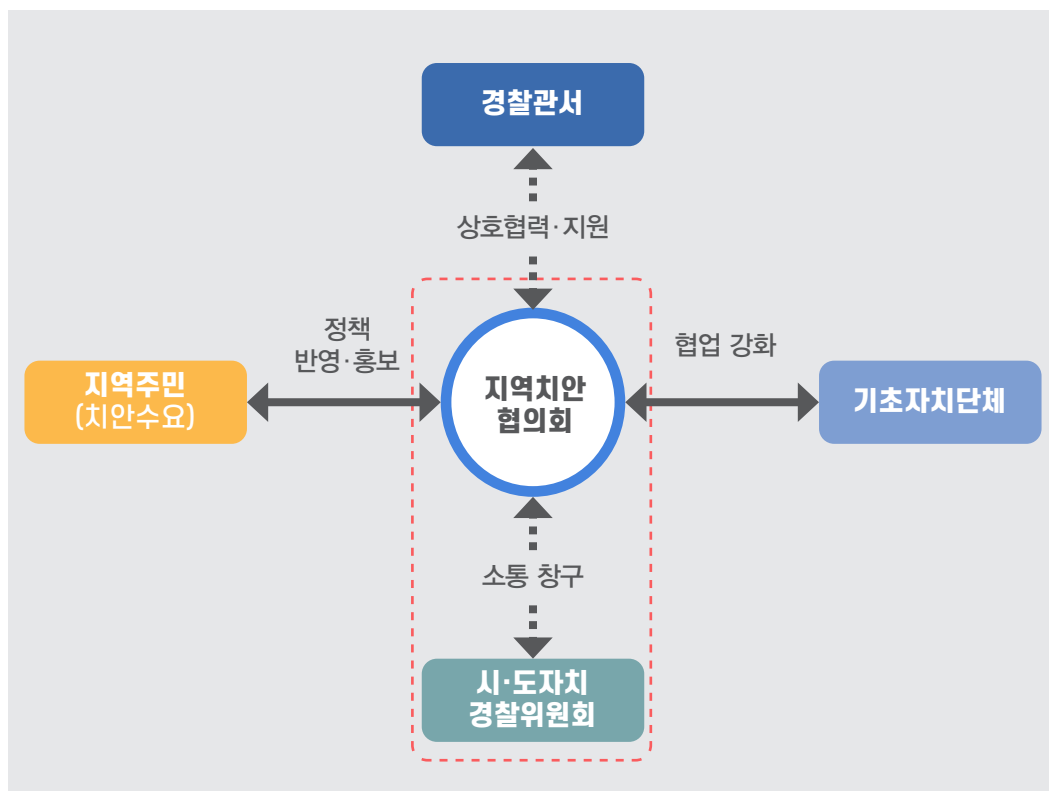 경찰관서
상호협력·지원
정책
반영·홍보
협업 강화
지역주민
(치안수요)
지역치안
협의회
기초자치단체
소통 창구
시·도자치
경찰위원회